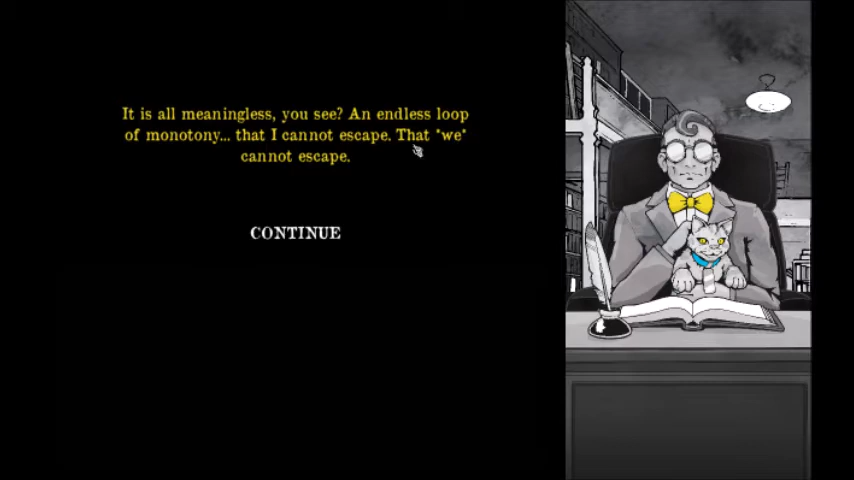 It is all meaningless, you see? An endless loop
of monotony... that I cannot escape. That *we*
cannot escape.
CONTINUE